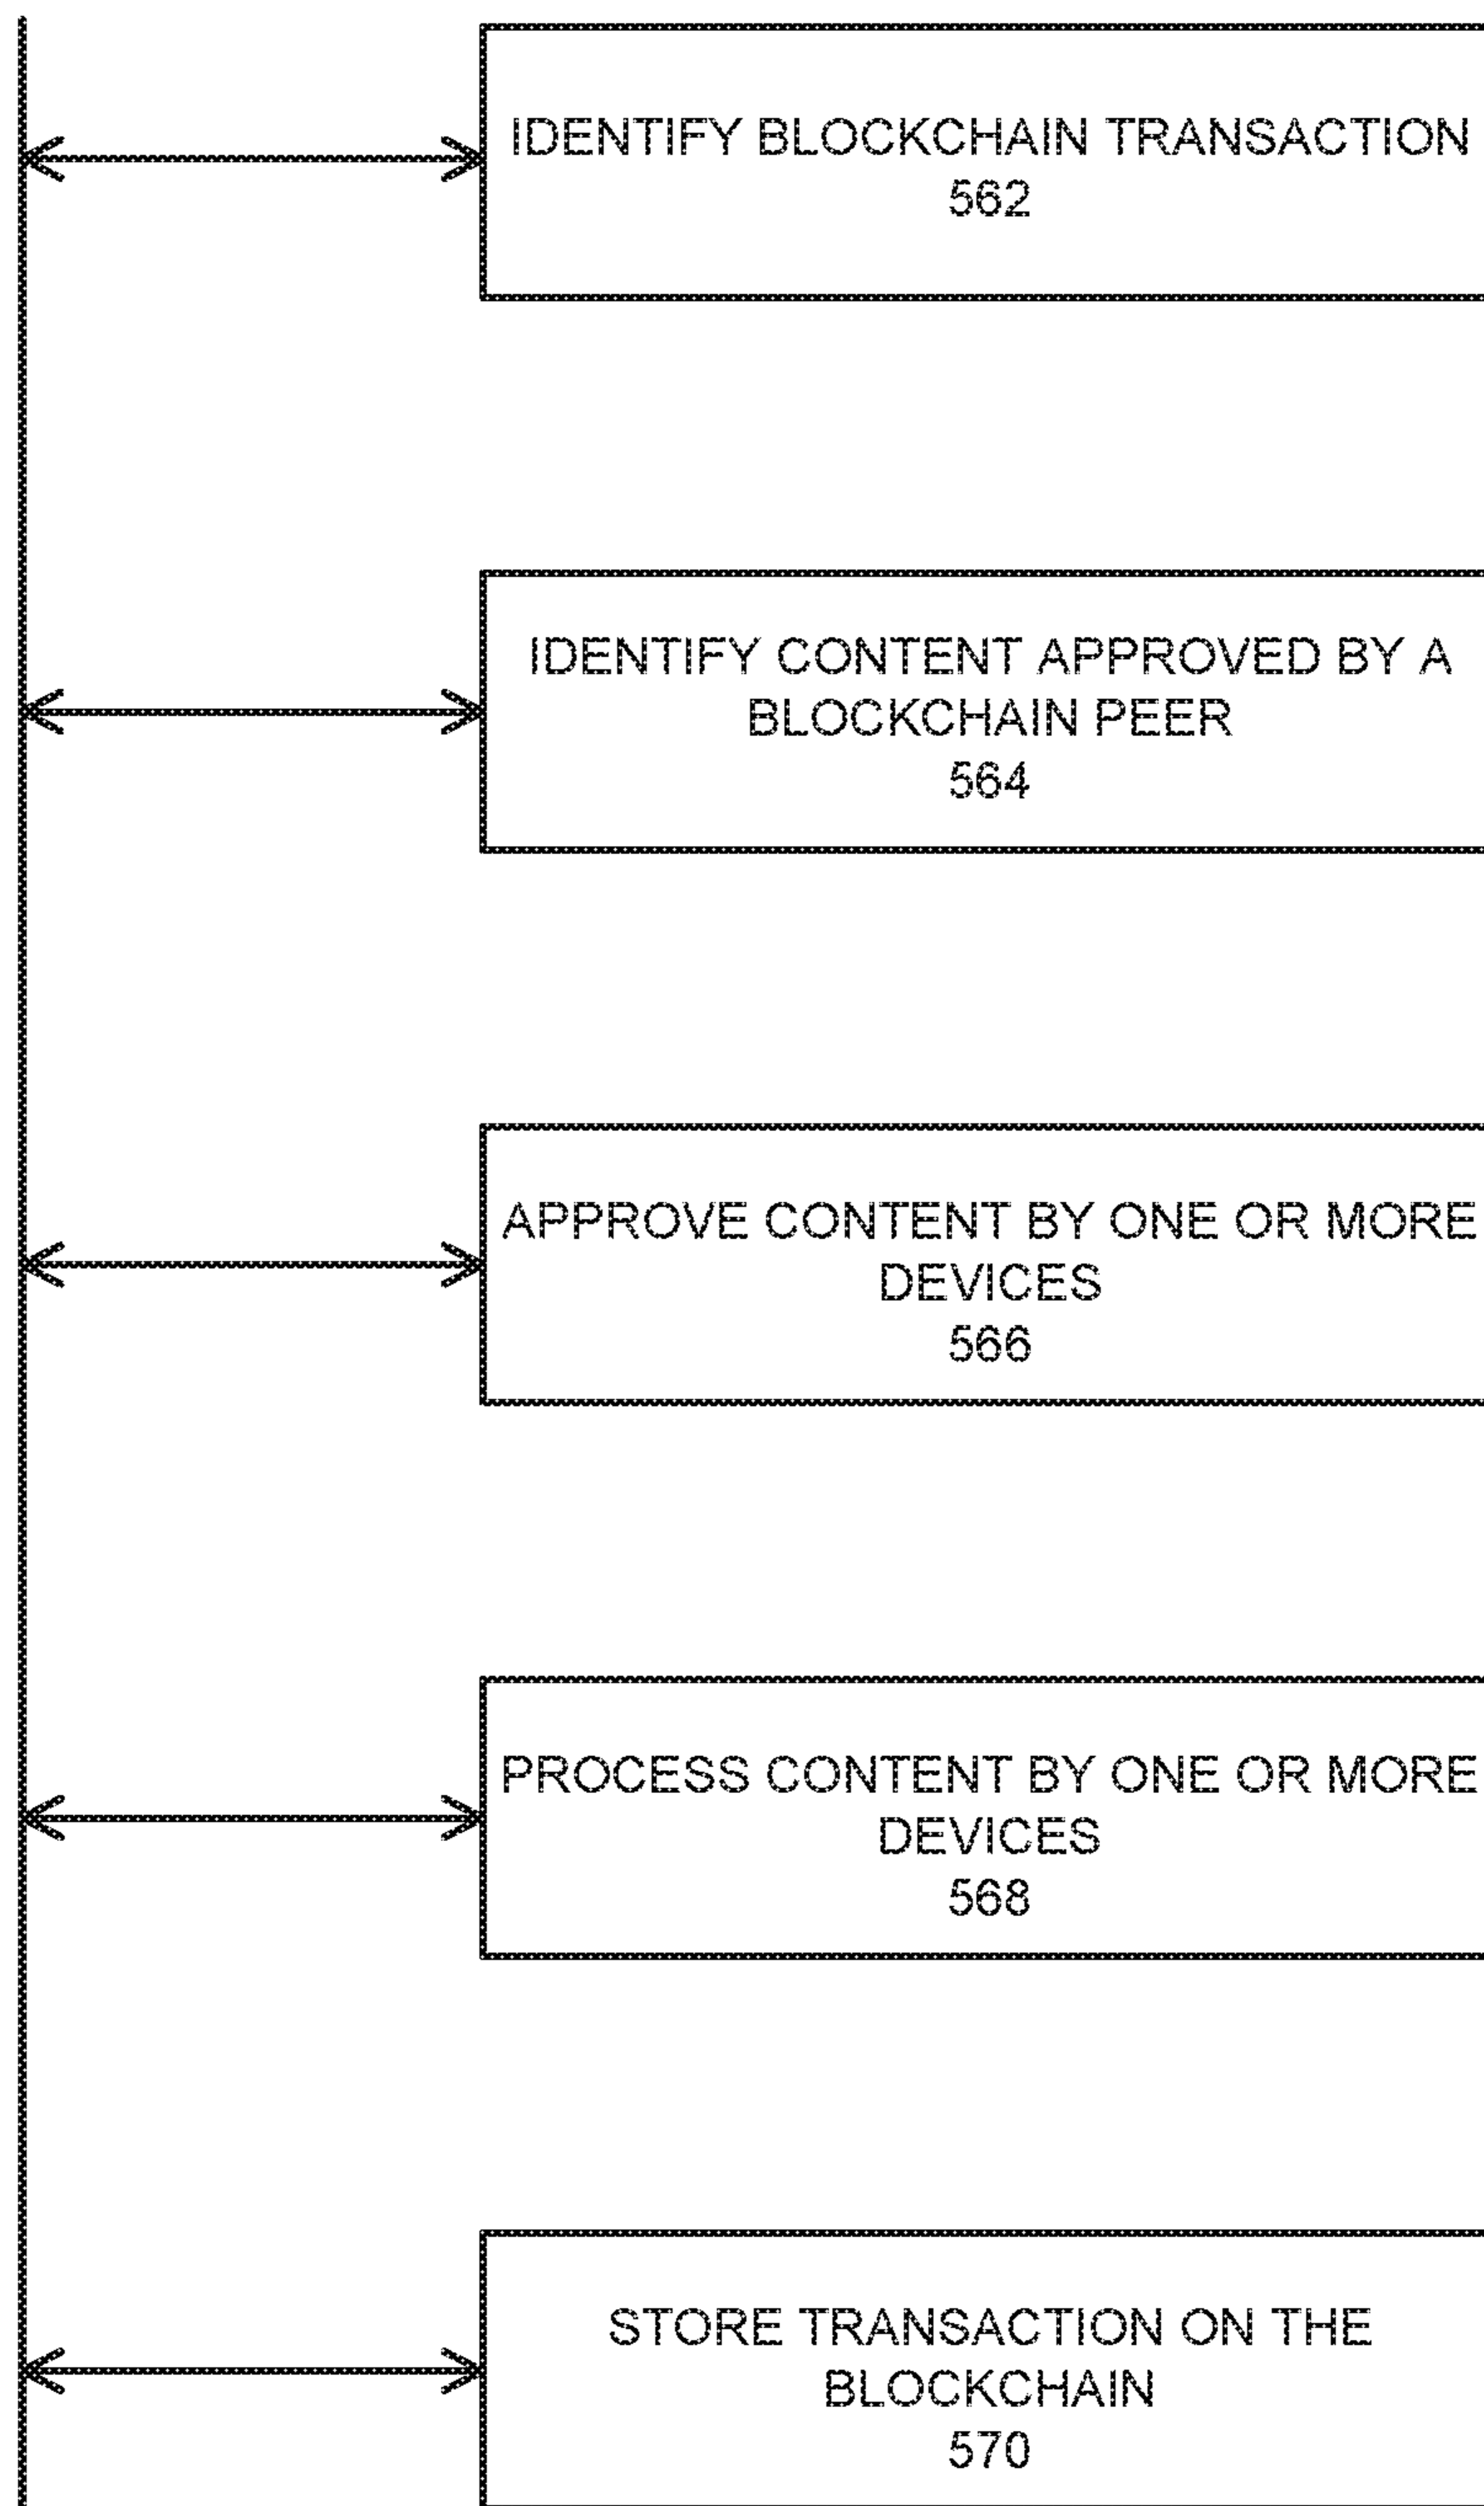 IDENTIFY BLOCKCHAIN TRANSACTION
562
IDENTIFY CONTENT APPROVED BY A
BLOCKCHAIN PEER
564
APPROVE CONTENT BY ONE OR MORE
DEVICES
566
PROCESS CONTENT BY ONE OR MORE
DEVICES
568
STORE TRANSACTION ON THE
BLOCKCHAIN
570